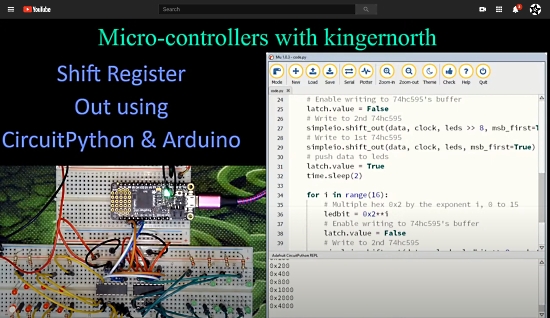 YouTube
Search
Micro-controllers with kingernorth
Shift Register
Out using
CircuitPython & Arduino
Mu 1.0.3 - code.py
Mode New Load Save Serial Plotter Zoom-in Zoom-out Theme Check Help Quit
code.py
24 # Enable writing to 74hc595's buffer
25 latch.value = False
26 # Write to 2nd 74hc595
27 simpleio.shift_out(data, clock, leds >> 8, msb_first=T
28 # Write to 1st 74hc595
29 simpleio.shift_out(data, clock, leds, msb_first=True)
30 # push data to leds
31 latch.value = True
32 time.sleep(2)
33
34 for i in range(16):
35 # Multiple hex 0x2 by the exponent i, 0 to 15
36 ledbit = 0x2**i
37 # Enable writing to 74hc595's buffer
38 latch.value = False
39 # Write to 2nd 74hc595
Adafruit CircuitPython REPL
0x200
0x400
0x800
0x1000
0x2000
0x4000